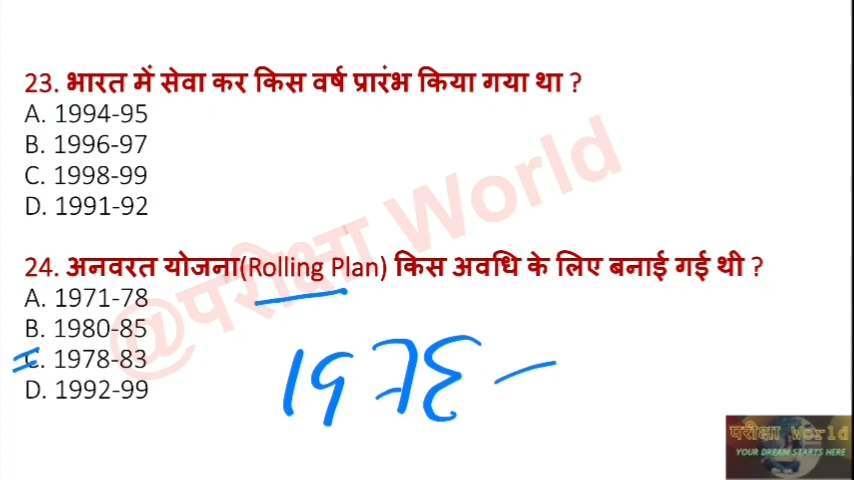 23. भारत में सेवा कर किस वर्ष प्रारंभ किया गया था ?
A. 1994-95
B. 1996-97
C. 1998-99
D. 1991-92
24. अनवरत योजना(Rolling Plan) किस अवधि के लिए बनाई गई थी ?
A. 1971-78
B. 1980-85
C. 1978-83
D. 1992-99
1978 –
@परीक्षा World
परीक्षा World
YOUR DREAM STARTS HERE